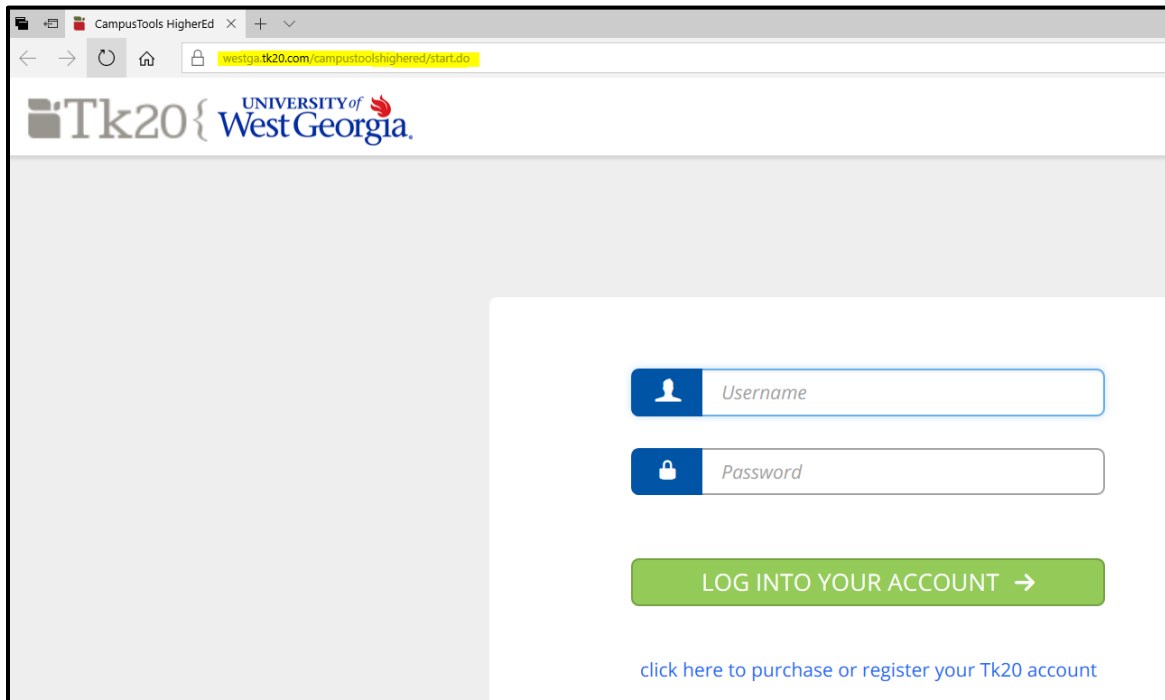 CampusTools HigherEd
westga.tk20.com/campustoolshighered/start.do
Tk20{ UNIVERSITY of West Georgia.
Username
Password
LOG INTO YOUR ACCOUNT →
click here to purchase or register your Tk20 account